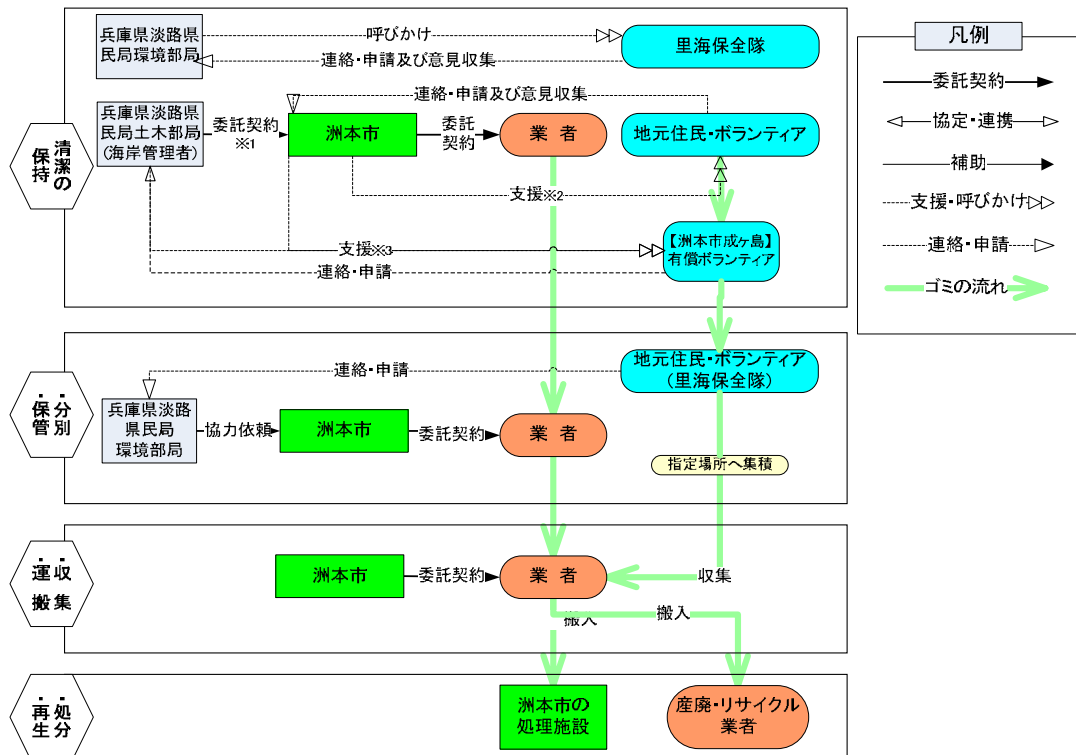 兵庫県淡路県
民局環境部局
呼びかけ
里海保全隊
連絡・申請及び意見収集
連絡・申請及び意見収集
兵庫県淡路県
民局土木部局
(海岸管理者)
委託契約
※1
洲本市
委託
契約
業者
地元住民・ボランティア
清潔の
保持
支援※2
支援※3
【洲本市成ヶ島】
有償ボランティア
連絡・申請
凡例
委託契約
協定・連携
補助
支援・呼びかけ
連絡・申請
ゴミの流れ
地元住民・ボランティア
(里海保全隊)
連絡・申請
・分別
・保管
兵庫県淡路
県民局
環境部局
協力依頼
洲本市
委託契約
業者
指定場所へ集積
・収集
・運搬
洲本市
委託契約
業者
収集
搬入
搬入
・処分
・再生
洲本市の
処理施設
産廃・リサイクル
業者